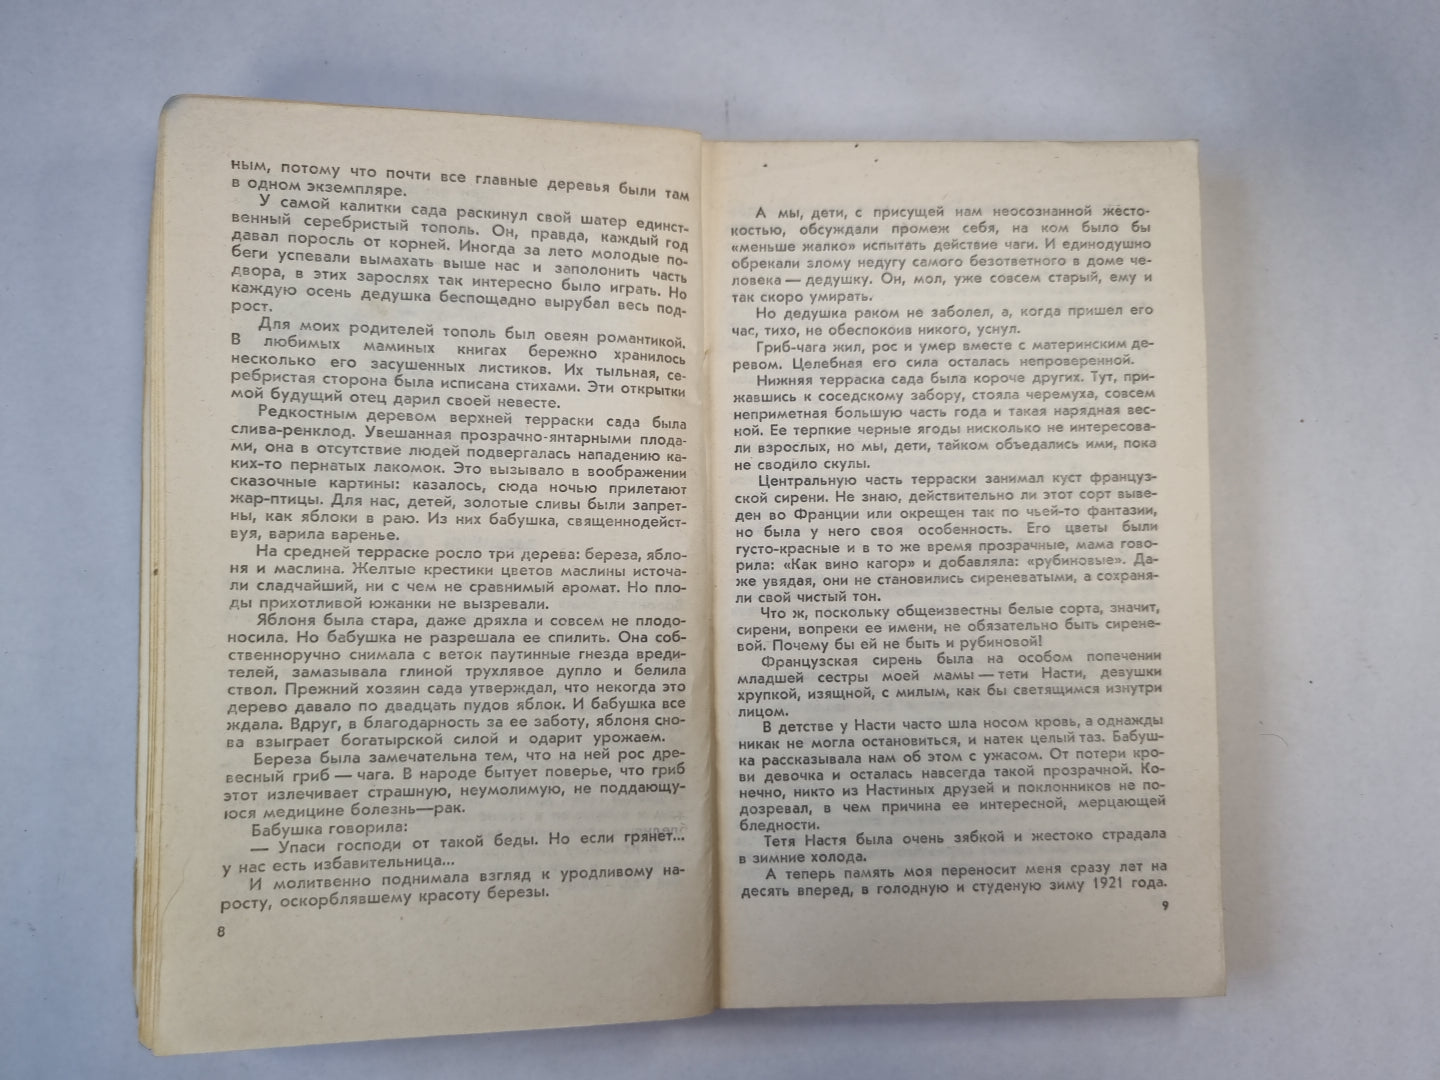 ным, потому что почти все главные деревья были там
в одном экземпляре.
У самой калитки сада раскинул свой шатер единст-
венный серебристый тополь. Он, правда, каждый год
давал поросль от корней. Иногда за лето молодые по-
беги успевали вымахать выше нас и заполонить часть
двора, в этих зарослях так интересно было играть. Но
каждую осень дедушка беспощадно вырубал весь под-
рост.
Для моих родителей тополь был овеян романтикой.
В любимых маминых книгах бережно хранилось
несколько его засушенных листиков. Их тыльная, се-
ребристая сторона была исписана стихами. Эти открытки
мой будущий отец дарил своей невесте.
Редкостным деревом верхней терраски сада была
слива-ренклод. Увешанная прозрачно-янтарными плода-
ми, она в отсутствие людей подвергалась нападению ка-
ких-то пернатых лакомок. Это вызывало в воображении
сказочные картины: казалось, сюда ночью прилетают
жар-птицы. Для нас, детей, золотые сливы были запрет-
ны, как яблоки в раю. Из них бабушка, священнодейст-
вуя, варила варенье.
На средней терраске росло три дерева: береза, ябло-
ня и маслина. Желтые крестики цветов маслины источа-
ли сладчайший, ни с чем не сравнимый аромат. Но пло-
ды прихотливой южанки не вызревали.
Яблоня была стара, даже дряхла и совсем не плодо-
носила. Но бабушка не разрешала ее спилить. Она соб-
ственноручно снимала с веток паутинные гнезда вреди-
телей, замазывала глиной трухлявое дупло и белила
ствол. Прежний хозяин сада утверждал, что некогда это
дерево давало по двадцать пудов яблок. И бабушка все
ждала. Вдруг, в благодарность за ее заботу, яблоня сно-
ва взыграет богатырской силой и одарит урожаем.
Береза была замечательна тем, что на ней рос дре-
весный гриб — чага. В народе бытует поверье, что гриб
этот излечивает страшную, неумолимую, не поддающу-
юся медицине болезнь—рак.
Бабушка говорила:
— Упаси господи от такой беды. Но если грянет...
у нас есть избавительница...
И молитвенно поднимала взгляд к уродливому на-
росту, оскорблявшему красоту березы.
8
А мы, дети, с присущей нам неосознанной жесто-
костью, обсуждали промеж себя, на ком было бы
«меньше жалко» испытать действие чаги. И единодушно
обрекали злому недугу самого безответного в доме че-
ловека — дедушку. Он, мол, уже совсем старый, ему и
так скоро умирать.
Но дедушка раком не заболел, а, когда пришел его
час, тихо, не обеспокоив никого, уснул.
Гриб-чага жил, рос и умер вместе с материнским де-
ревом. Целебная его сила осталась непроверенной.
Нижняя терраска сада была короче других. Тут, при-
жавшись к соседскому забору, стояла черемуха, совсем
неприметная большую часть года и такая нарядная вес-
ной. Ее терпкие черные ягоды нисколько не интересова-
ли взрослых, но мы, дети, тайком объедались ими, пока
не сводило скулы.
Центральную часть терраски занимал куст француз-
ской сирени. Не знаю, действительно ли этот сорт выве-
ден во Франции или окрещен так по чьей-то фантазии,
но была у него своя особенность. Его цветы были
густо-красные и в то же время прозрачные, мама гово-
рила: «Как вино кагор» и добавляла: «рубиновые». Да-
же увядая, они не становились сиреневатыми, а сохраня-
ли свой чистый тон.
Что ж, поскольку общеизвестны белые сорта, значит,
сирени, вопреки ее имени, не обязательно быть сирене-
вой. Почему бы ей не быть и рубиновой!
Французская сирень была на особом попечении
младшей сестры моей мамы — тети Насти, девушки
хрупкой, изящной, с милым, как бы светящимся изнутри
лицом.
В детстве у Насти часто шла носом кровь, а однажды
никак не могла остановиться, и натек целый таз. Бабуш-
ка рассказывала нам об этом с ужасом. От потери кро-
ви девочка и осталась навсегда такой прозрачной. Ко-
нечно, никто из Настиных друзей и поклонников не по-
дозревал, в чем причина ее интересной, мерцающей
бледности.
Тетя Настя была очень зябкой и жестоко страдала
в зимние холода.
А теперь память моя переносит меня сразу лет на
десять вперед, в голодную и студеную зиму 1921 года.
9